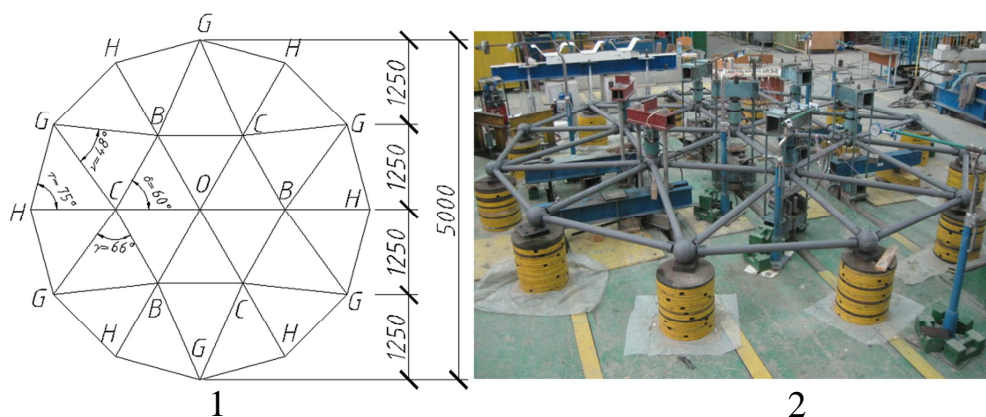 G
H H
1250
G B C G
ν=48°
1250
τ=75°
C δ=60° O B
H H
5000
γ=66°
1250
G B C G
H G H
1250
1 2